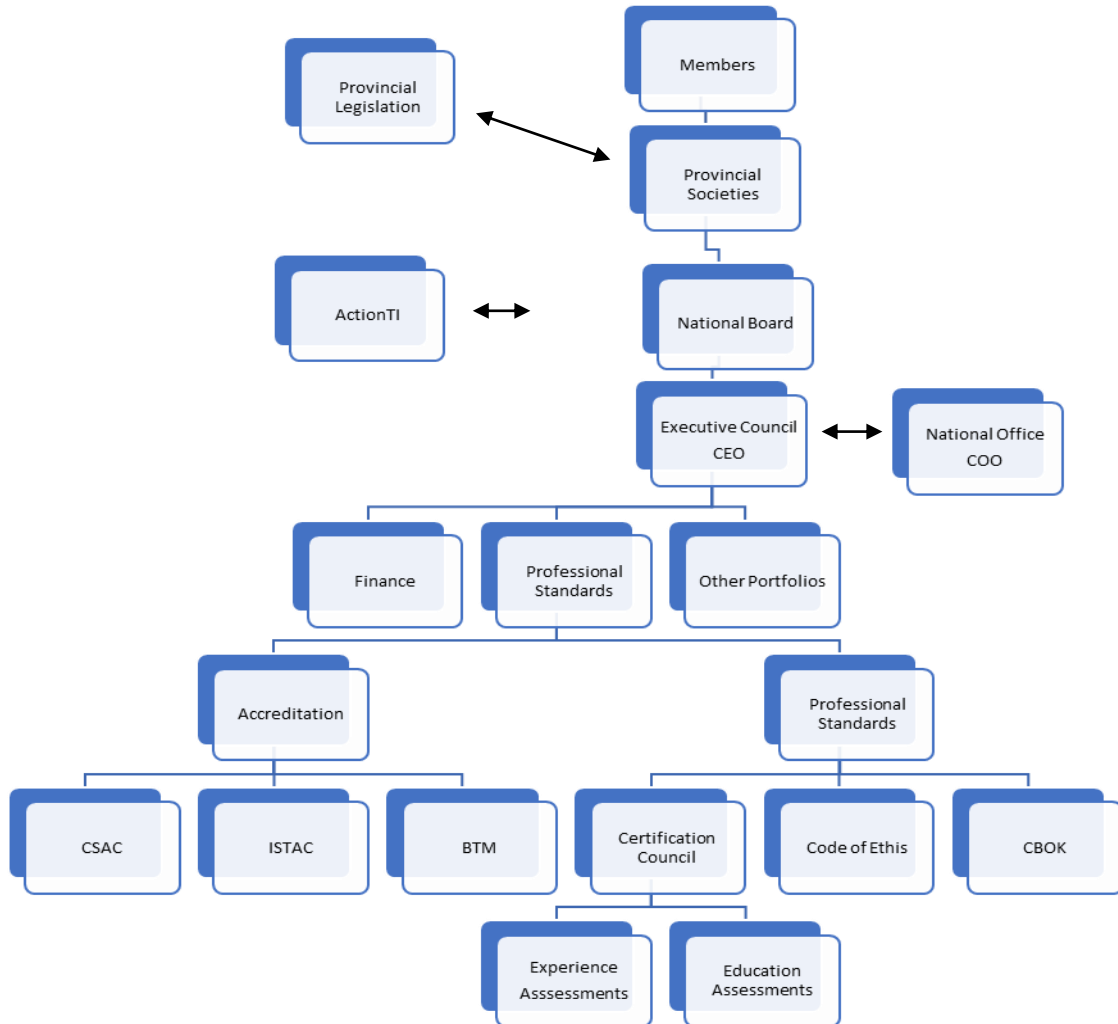 Members
Provincial
Legislation
Provincial
Societies
ActionTI
National Board
Executive Council
CEO
National Office
COO
Finance
Professional
Standards
Other Portfolios
Accreditation
Professional
Standards
CSAC
ISTAC
BTM
Certification
Council
Code of Ethis
CBOK
Experience
Asssessments
Education
Assessments